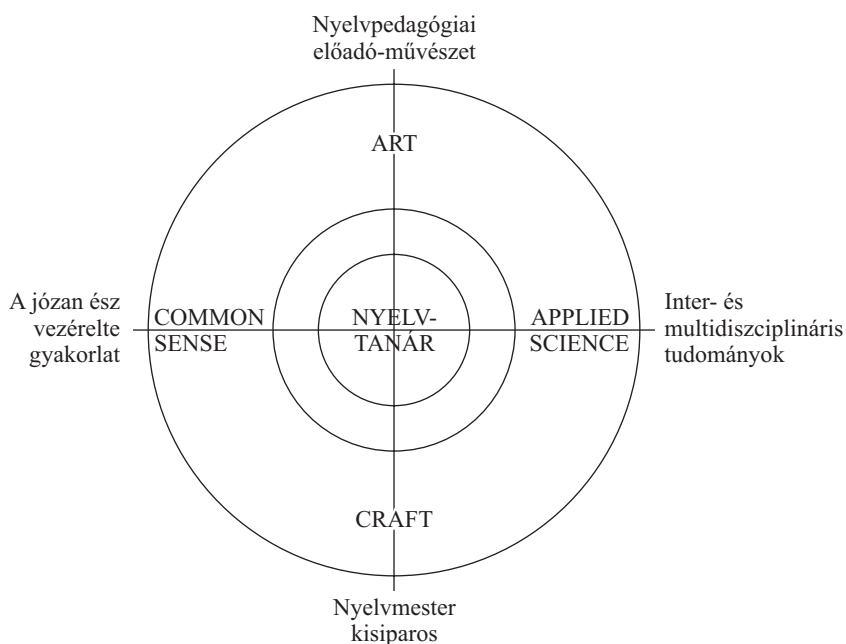 Nyelvpedagógiai
előadó-művészet
ART
A józan ész
vezérelte
gyakorlat
COMMON
SENSE
NYELV-
TANÁR
APPLIED
SCIENCE
Inter- és
multidiszciplináris
tudományok
CRAFT
Nyelvmester
kisiparos